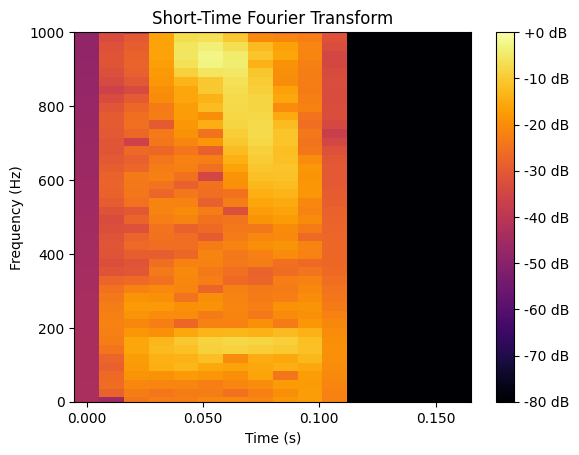 Short-Time Fourier Transform
1000
800
600
400
200
0
Frequency (Hz)
0.000
0.050
0.100
0.150
Time (s)
+0 dB
-10 dB
-20 dB
-30 dB
-40 dB
-50 dB
-60 dB
-70 dB
-80 dB